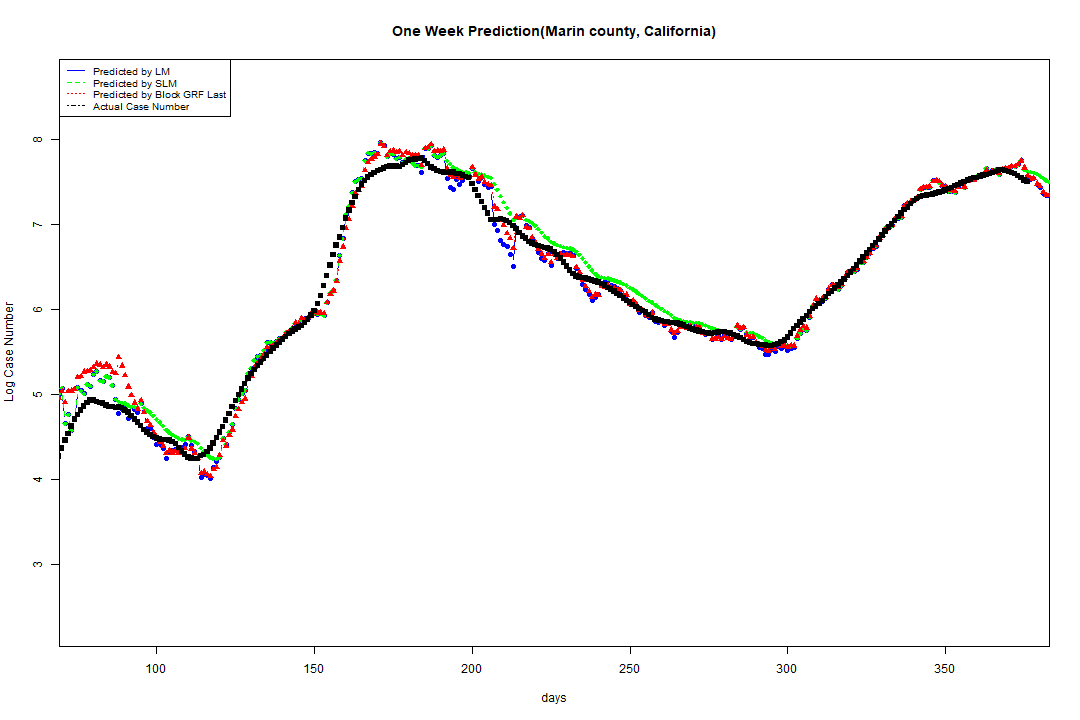 One Week Prediction(Marin county, California)
Predicted by LM
Predicted by SLM
Predicted by Block GRF Last
Actual Case Number
8
7
6
5
4
3
Log Case Number
100 150 200 250 300 350
days